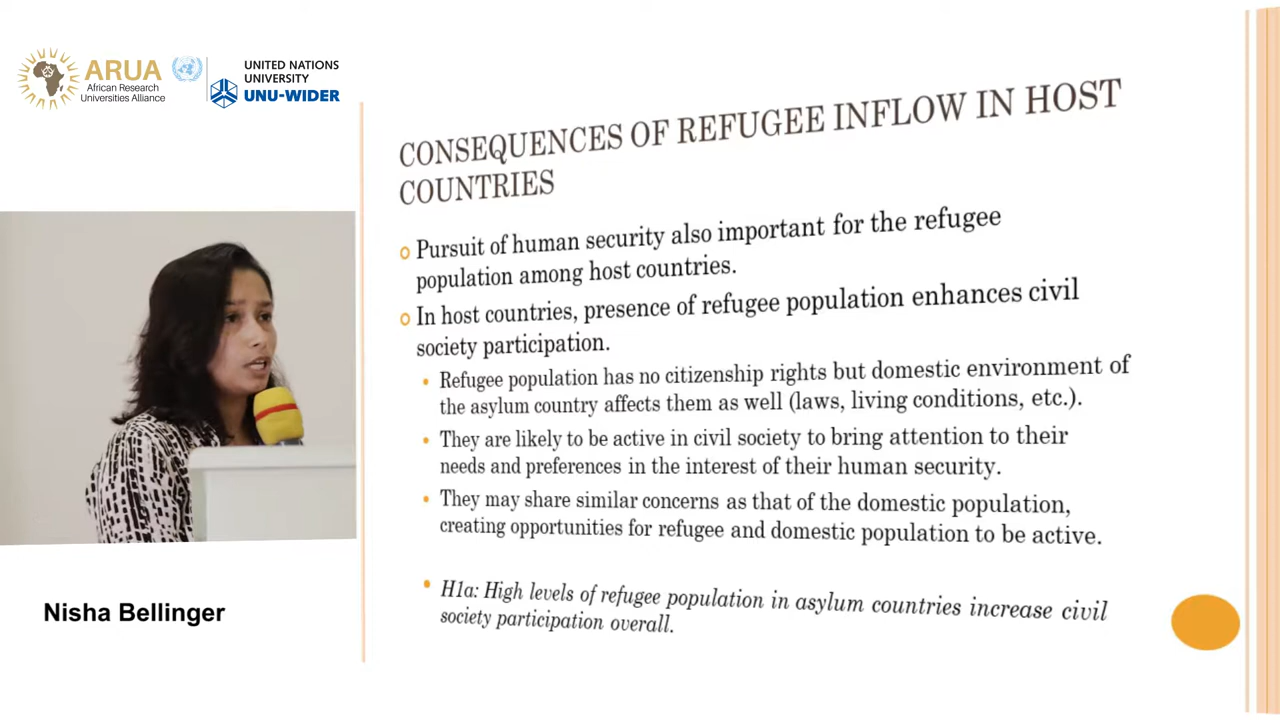 ARUA
African Research
Universities Alliance
UNITED NATIONS
UNIVERSITY
UNU-WIDER
CONSEQUENCES OF REFUGEE INFLOW IN HOST
COUNTRIES
Pursuit of human security also important for the refugee
population among host countries.
In host countries, presence of refugee population enhances civil
society participation.
Refugee population has no citizenship rights but domestic environment of
the asylum country affects them as well (laws, living conditions, etc.).
They are likely to be active in civil society to bring attention to their
needs and preferences in the interest of their human security.
They may share similar concerns as that of the domestic population,
creating opportunities for refugee and domestic population to be active.
H1a: High levels of refugee population in asylum countries increase civil
society participation overall.
Nisha Bellinger